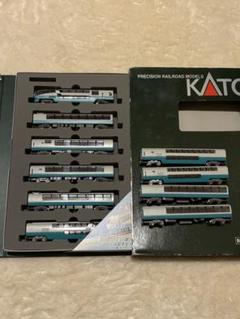 PRECISION RAILROAD MODELS
KATO